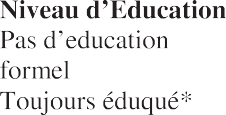 Niveau d’Education
Pas d’education
formel
Toujours éduqué*